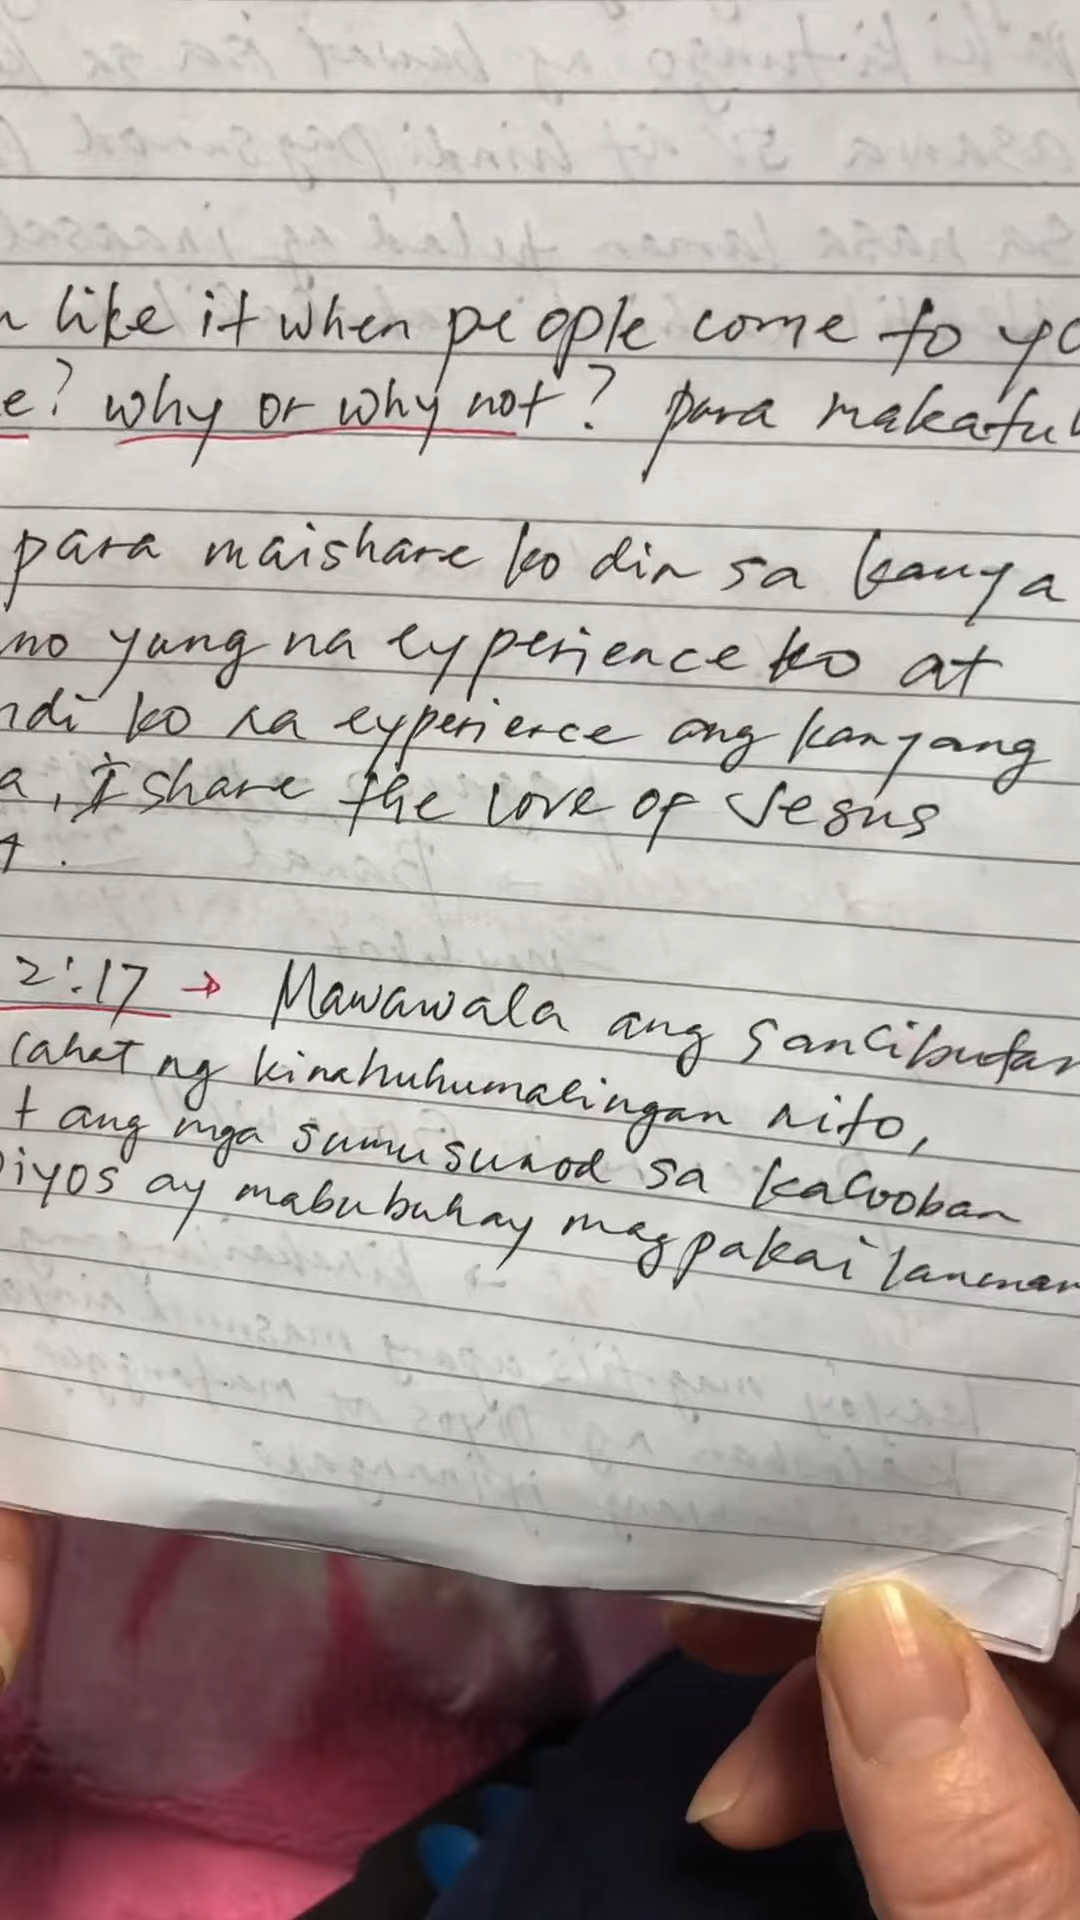 like it when people come to yo
e? why or why not? para makatul
para maishare ko din sa kanya
no yung na experience ko at
ndi ko na experience ang kanyang
a, I share the love of Jesus
t.
2:17 → Mawawala ang sanlibutan
lahat ng kinahuhumalingan nito,
t ang mga sumusunod sa kalooban
Diyos ay mabubuhay magpakailanman